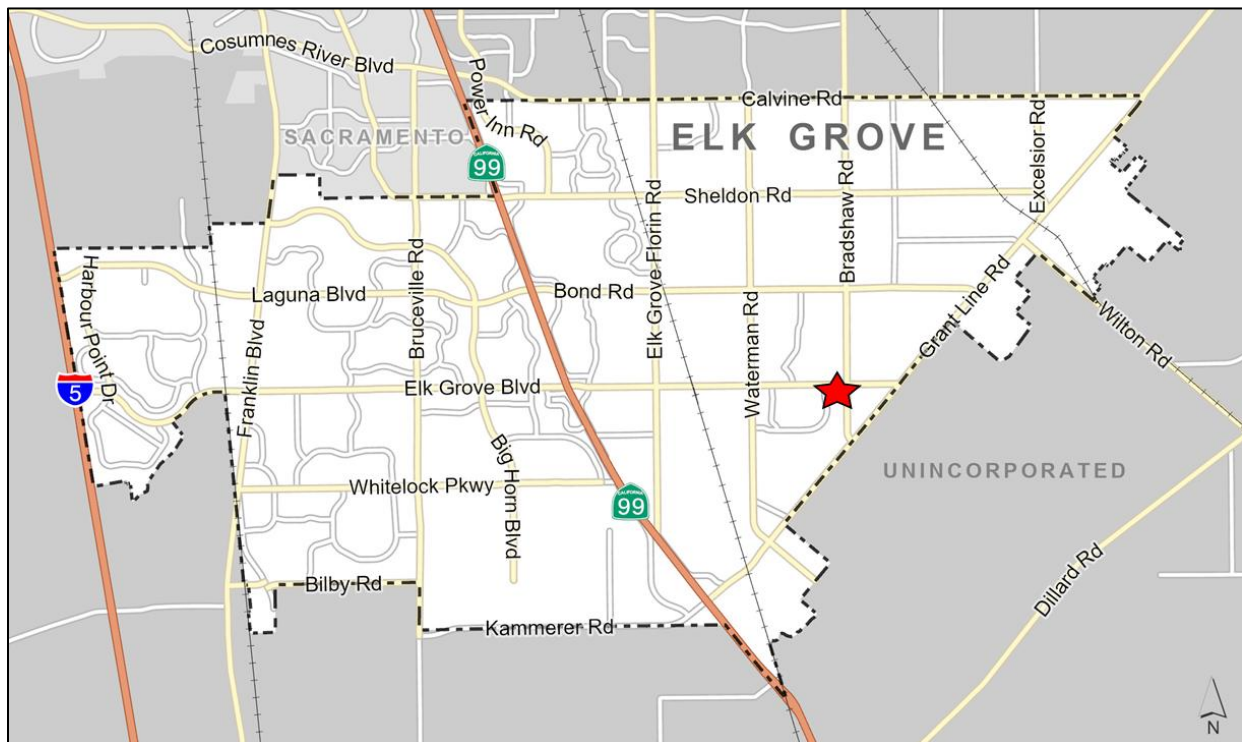 Cosumnes River Blvd
Power Inn Rd
Calvine Rd
SACRAMENTO
ELK GROVE
Excelsior Rd
CALIFORNIA
99
Sheldon Rd
Elk Grove-Florin Rd
Bradshaw Rd
Harbour Point Dr
Laguna Blvd
Bruceville Rd
Bond Rd
Grant Line Rd
Wilton Rd
Franklin Blvd
Elk Grove Blvd
Waterman Rd
5
Big Horn Blvd
UNINCORPORATED
Whitelock Pkwy
CALIFORNIA
99
Dillard Rd
Bilby Rd
Kammerer Rd
N